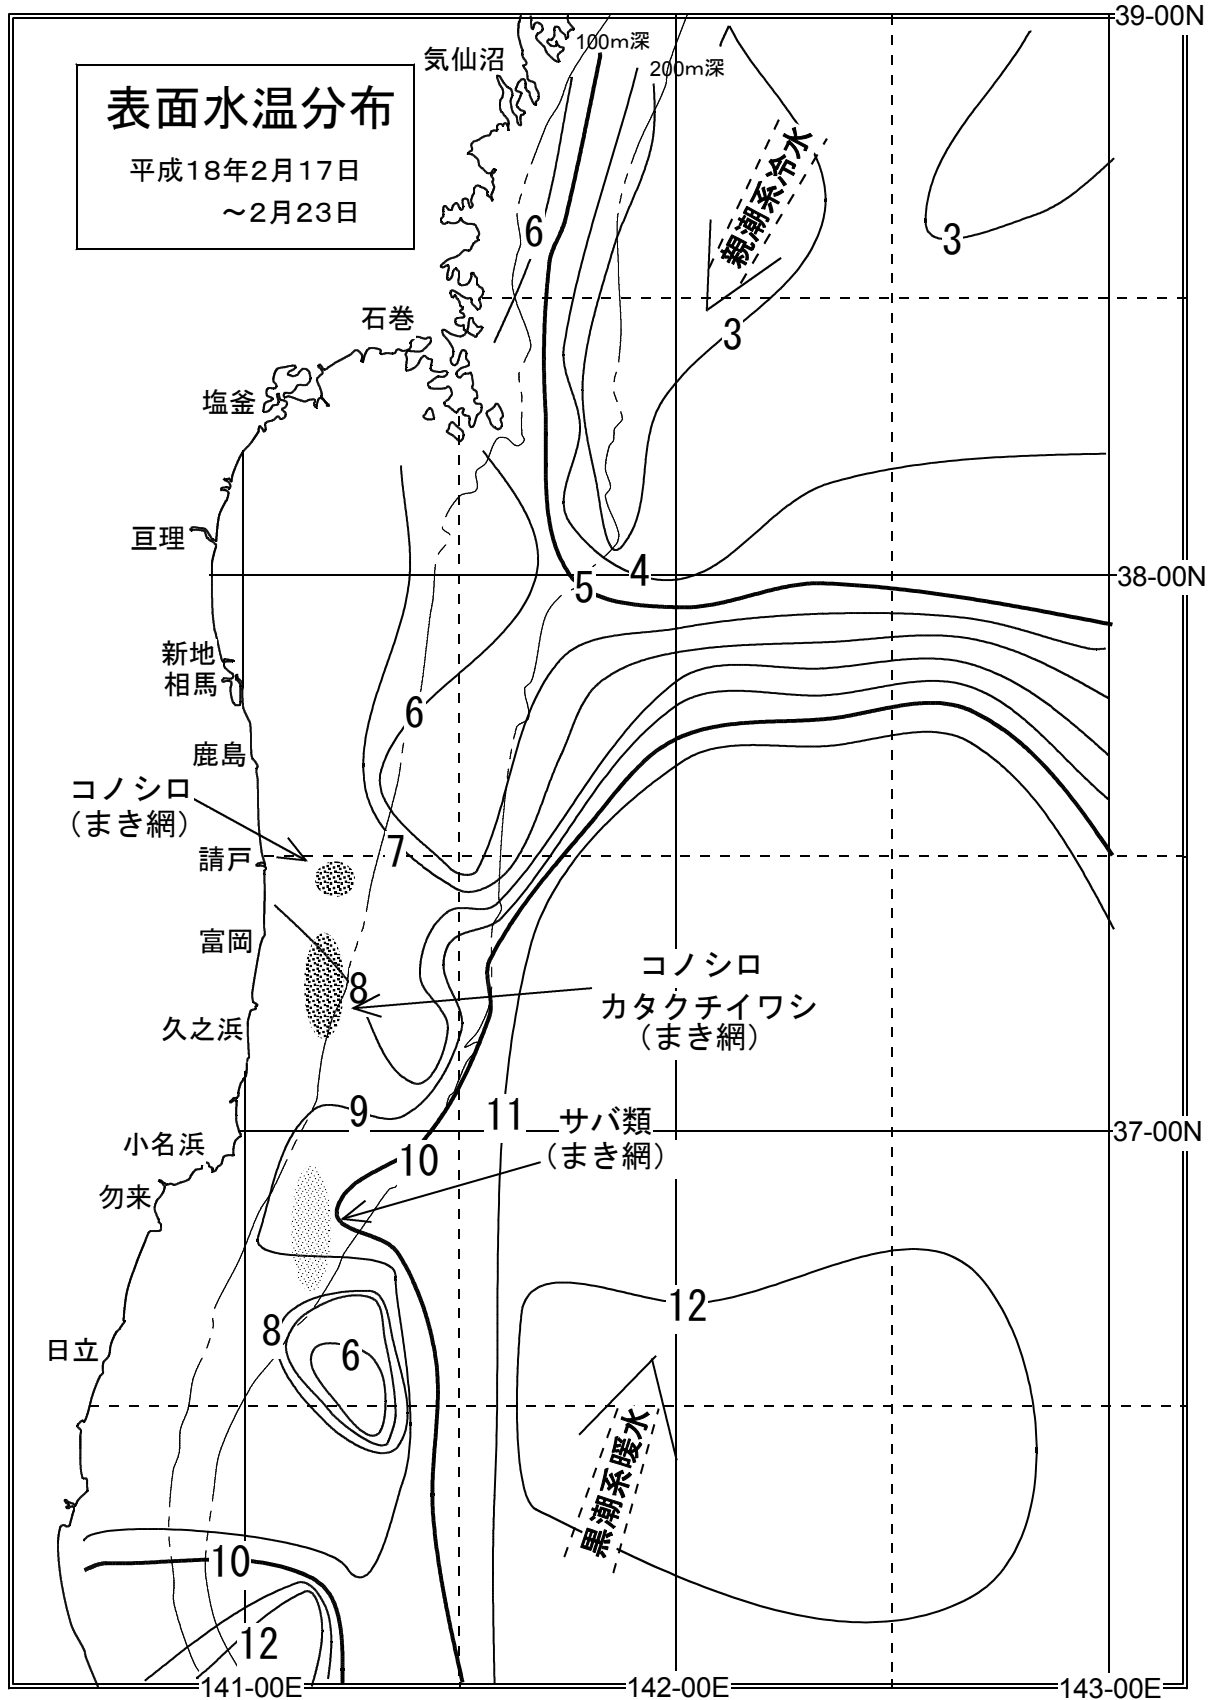 39-00N
気仙沼
100m深
200m深
表面水温分布
平成18年2月17日
～2月23日
親潮系冷水
6
3
石巻
3
塩釜
亘理
4
5
38-00N
新地
相馬
6
鹿島
コノシロ
(まき網)
7
請戸
富岡
コノシロ
8
カタクチイワシ
(まき網)
久之浜
9
11
サバ類
(まき網)
37-00N
小名浜
10
勿来
12
8
6
日立
黒潮系暖水
10
12
141-00E
142-00E
143-00E